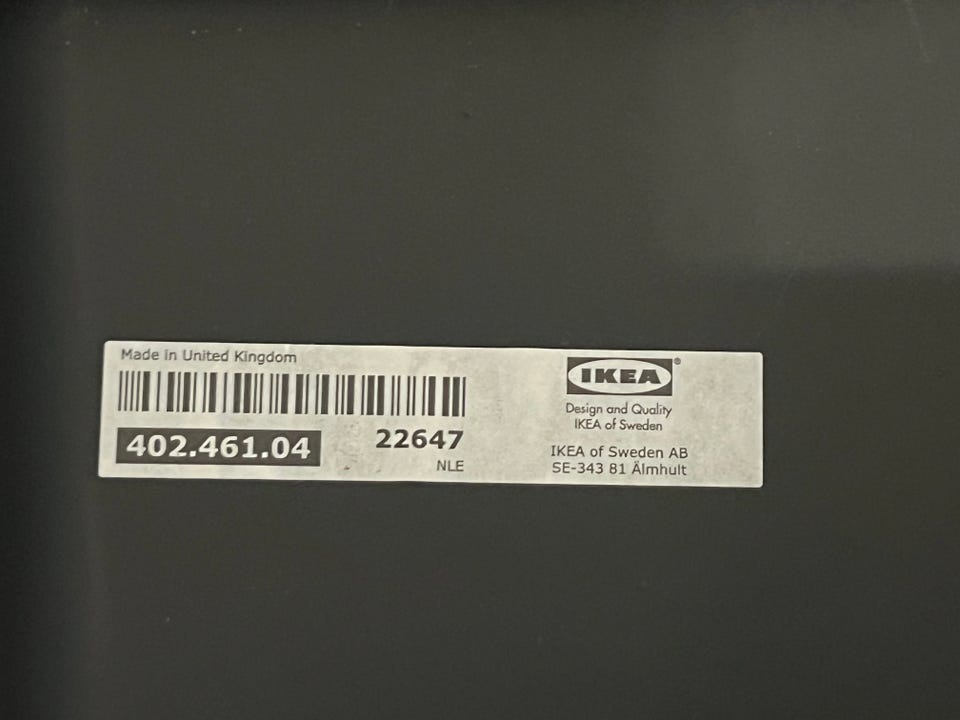 Made in United Kingdom
402.461.04
22647
NLE
IKEA®
Design and Quality
IKEA of Sweden
IKEA of Sweden AB
SE-343 81 Älmhult